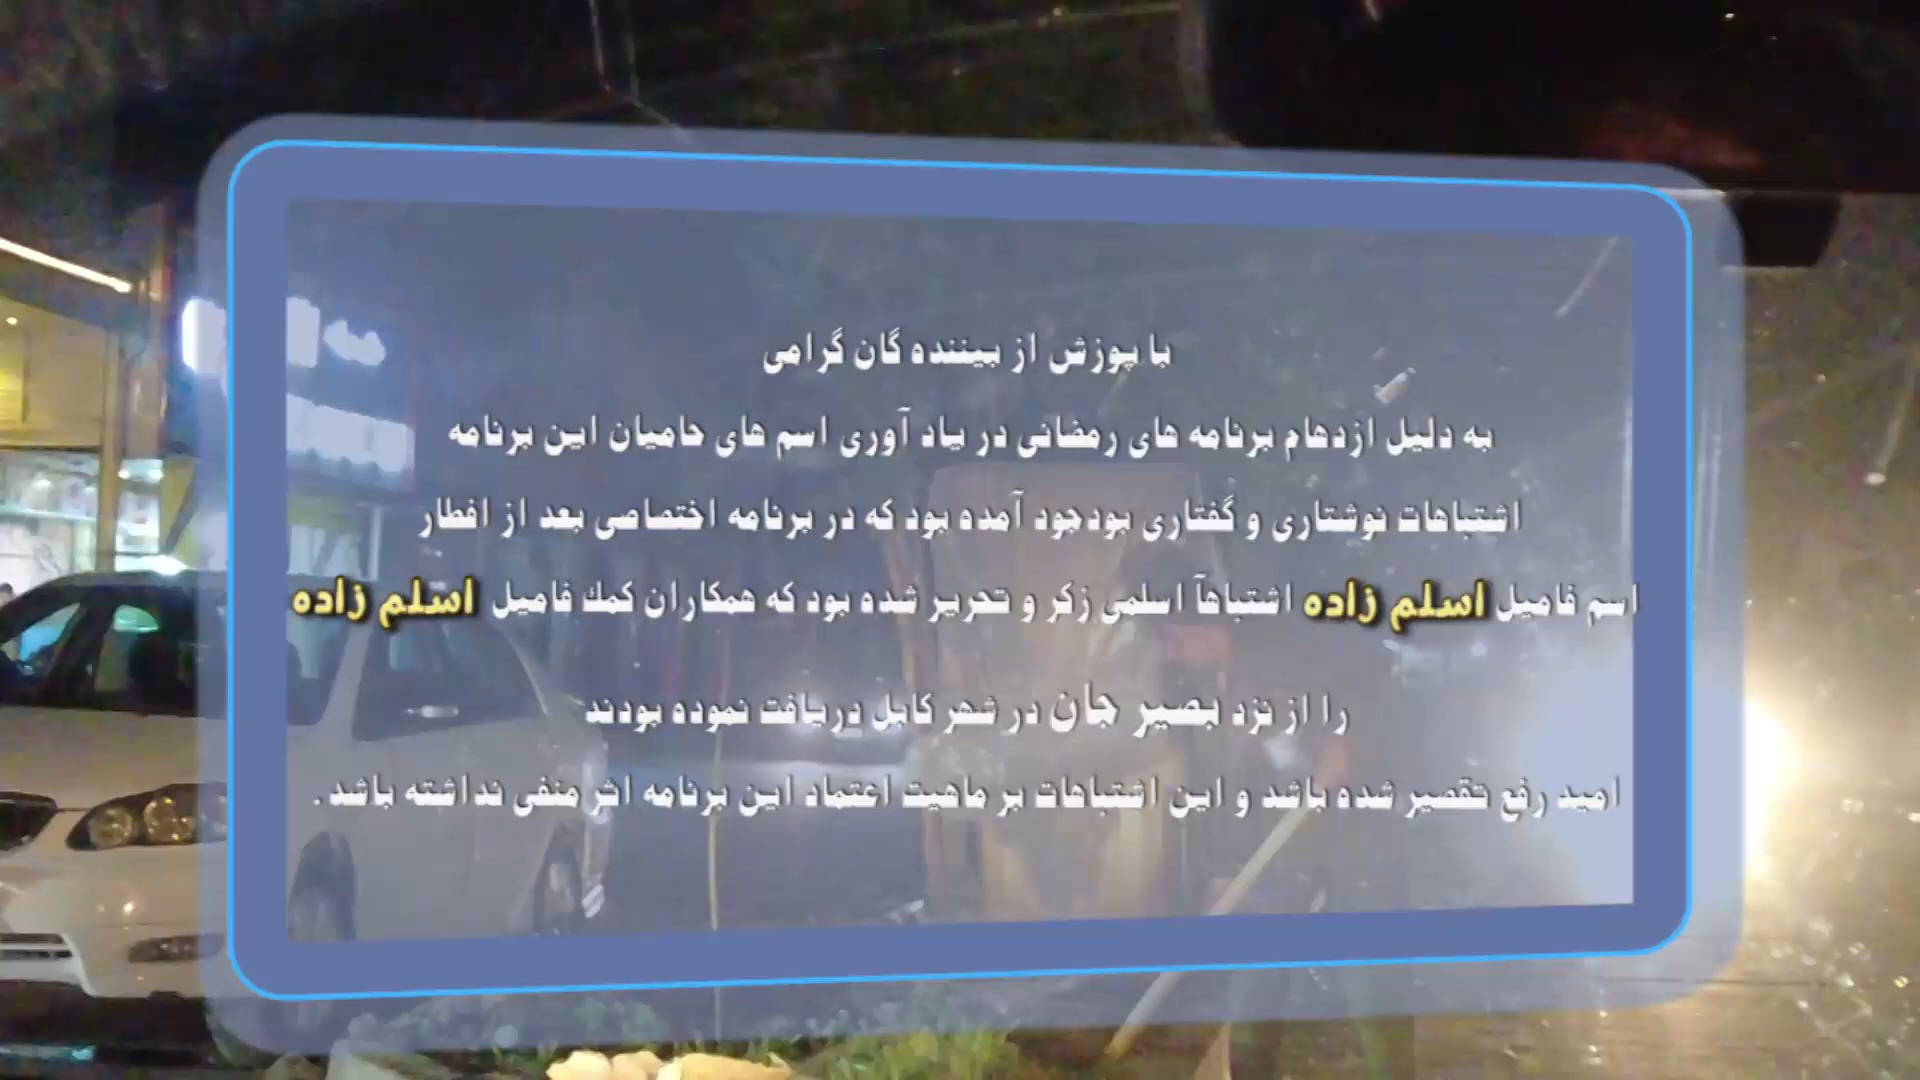 با پوزش از بیننده گان گرامی
به دلیل ازدهام برنامه های رمضانی در یاد آوری اسم های حامیان این برنامه
اشتباهات نوشتاری و گفتاری بودجود آمده بود که در برنامه اختصاصی بعد از افطار
اسم فامیل اسلم زاده اشتباهآ اسلمی زکر و تحریر شده بود که همکاران کمك فامیل اسلم زاده
را از نزد بصیر جان در شهر کابل دریافت نموده بودند
امید رفع تقصیر شده باشد و این اشتباهات بر ماهیت اعتماد این برنامه اثر منفی نداشته باشد.